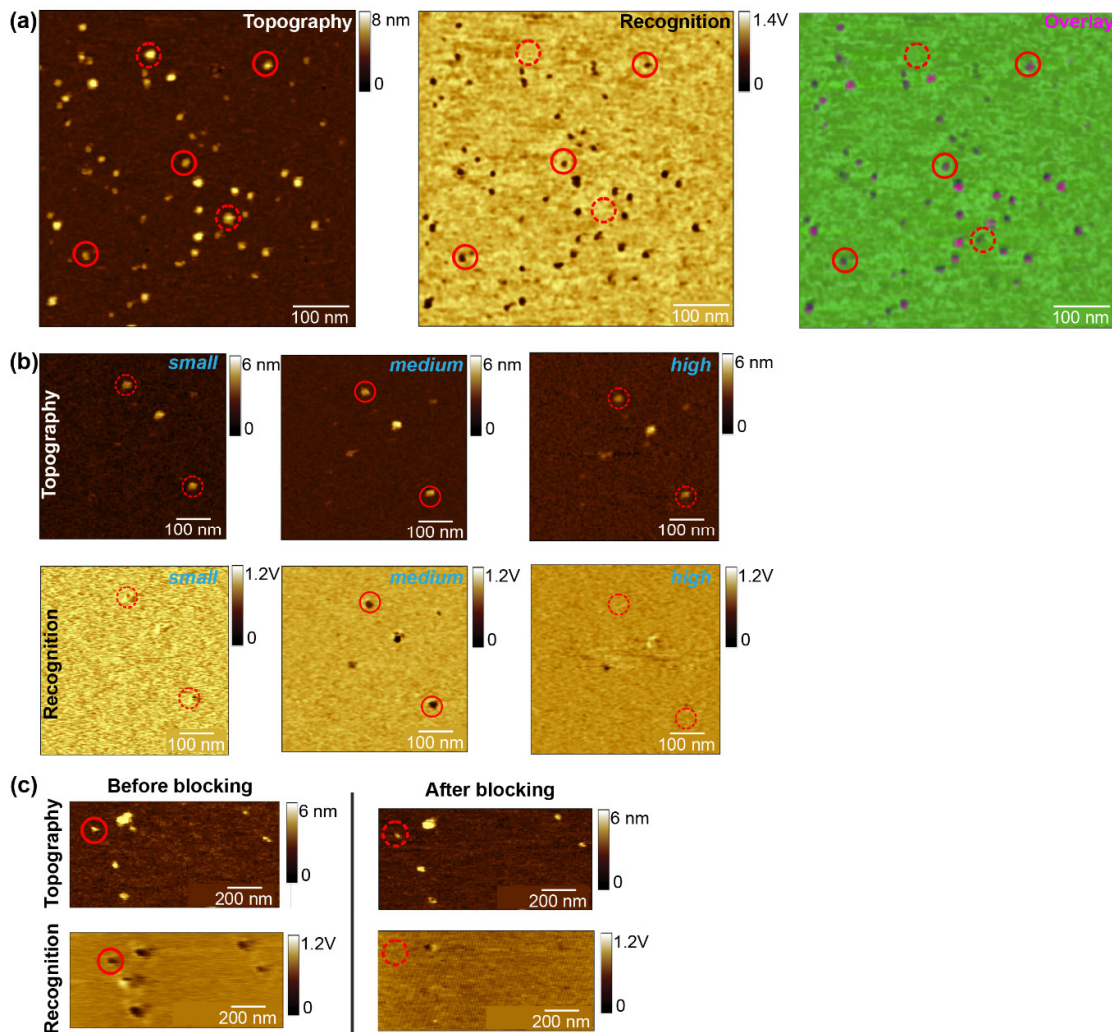 (a)
Topography
8 nm
0
100 nm
Recognition
1.4V
0
100 nm
Overlay
100 nm
(b)
Topography
small
6 nm
0
100 nm
medium
6 nm
0
100 nm
high
6 nm
0
100 nm
Recognition
small
1.2V
0
100 nm
medium
1.2V
0
100 nm
high
1.2V
0
100 nm
(c)
Before blocking
After blocking
Topography
6 nm
0
200 nm
6 nm
0
200 nm
Recognition
1.2V
0
200 nm
1.2V
0
200 nm